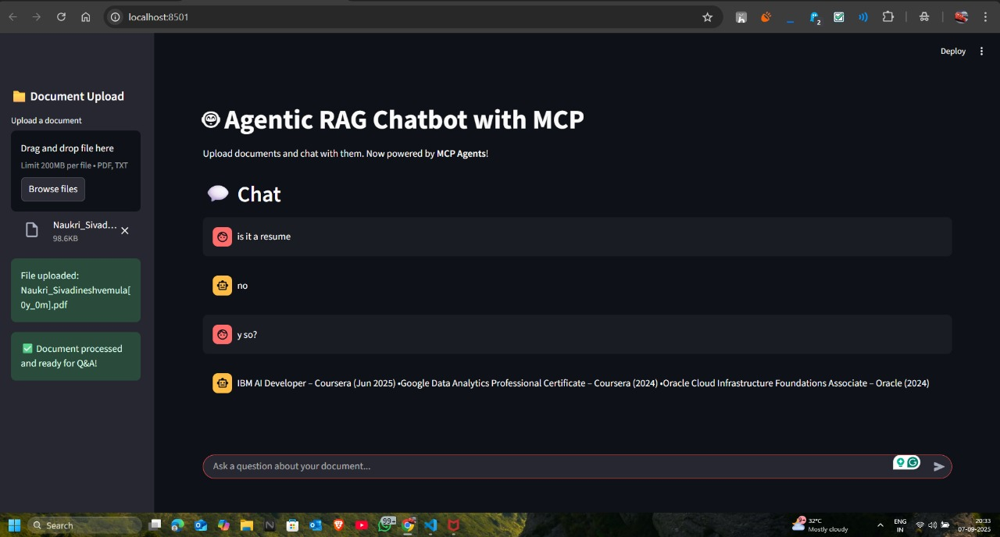 localhost:8501
2
Deploy
Document Upload
Upload a document
Drag and drop file here
Limit 200MB per file • PDF, TXT
Browse files
Naukri_Sivad...
98.6KB
File uploaded:
Naukri_Sivadineshvemula[
0y_0m].pdf
✅ Document processed
and ready for Q&A!
Agentic RAG Chatbot with MCP
Upload documents and chat with them. Now powered by MCP Agents!
Chat
is it a resume
no
y so?
IBM AI Developer – Coursera (Jun 2025) •Google Data Analytics Professional Certificate – Coursera (2024) •Oracle Cloud Infrastructure Foundations Associate – Oracle (2024)
Ask a question about your document...
Search
99+
9+
32°C
Mostly cloudy
ENG
IN
20:33
07-09-2025